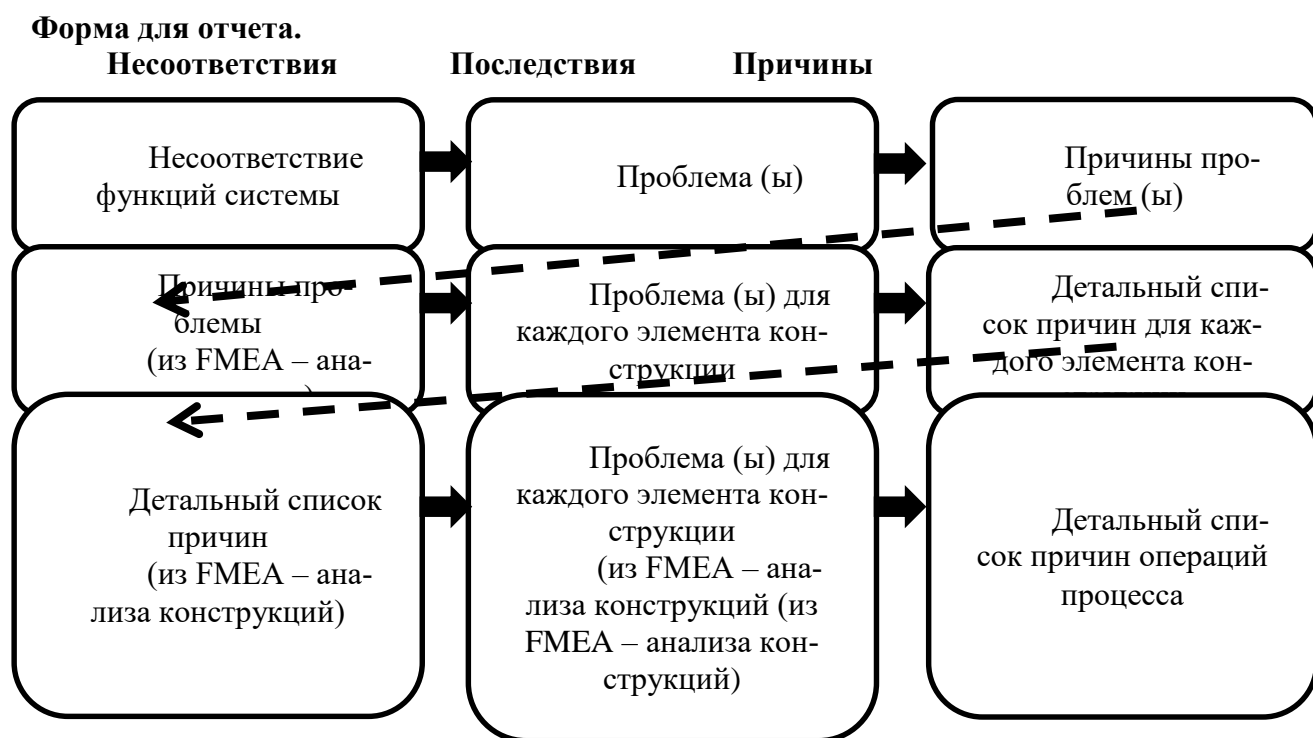 Форма для отчета.
Несоответствия Последствия Причины
Несоответствие
функций системы
Проблема (ы)
Причины про-
блем (ы)
Причины про-
блемы
(из FMEA – ана-
Проблема (ы) для
каждого элемента кон-
струкции
Детальный спи-
сок причин для каж-
дого элемента кон-
Детальный список
причин
(из FMEA – ана-
лиза конструкций)
Проблема (ы) для
каждого элемента кон-
струкции
(из FMEA – ана-
лиза конструкций (из
FMEA – анализа кон-
струкций)
Детальный спи-
сок причин операций
процесса